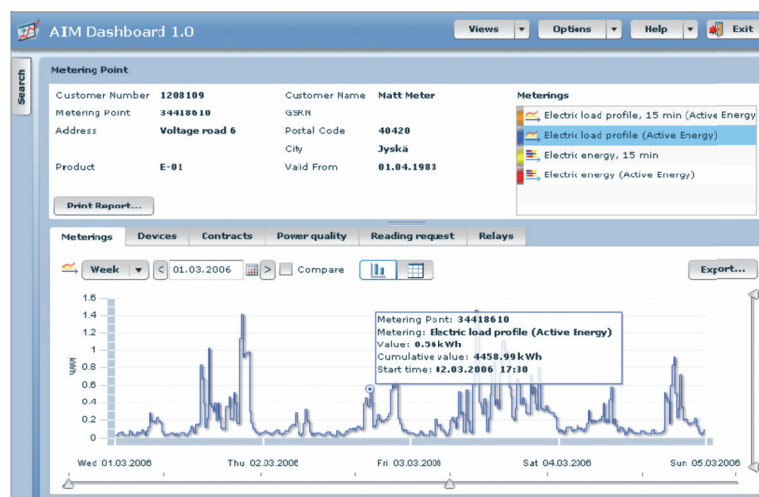 AIM Dashboard 1.0
Views
Options
Help
Exit
Search
Metering Point
Customer Number 1208109
Customer Name Matt Meter
Meterings
Metering Point 34418610
GSRN
Address Voltage road 6
Postal Code 40420
City Jyskä
Product E-01
Valid From 01.04.1983
Electric load profile, 15 min (Active Energy
Electric load profile (Active Energy)
Electric energy, 15 min
Electric energy (Active Energy)
Print Report...
Meterings
Devices
Contracts
Power quality
Reading request
Relays
Week
< 01.03.2006 >
Compare
Export...
1.6
1.4
1.2
1
0.8
0.6
0.4
0.2
0
kWh
Metering Point: 34418610
Metering: Electric load profile (Active Energy)
Value: 0.56 kWh
Cumulative value: 4458.99 kWh
Start time: 02.03.2006 17:30
Wed 01.03.2006
Thu 02.03.2006
Fri 03.03.2006
Sat 04.03.2006
Sun 05.03.2006